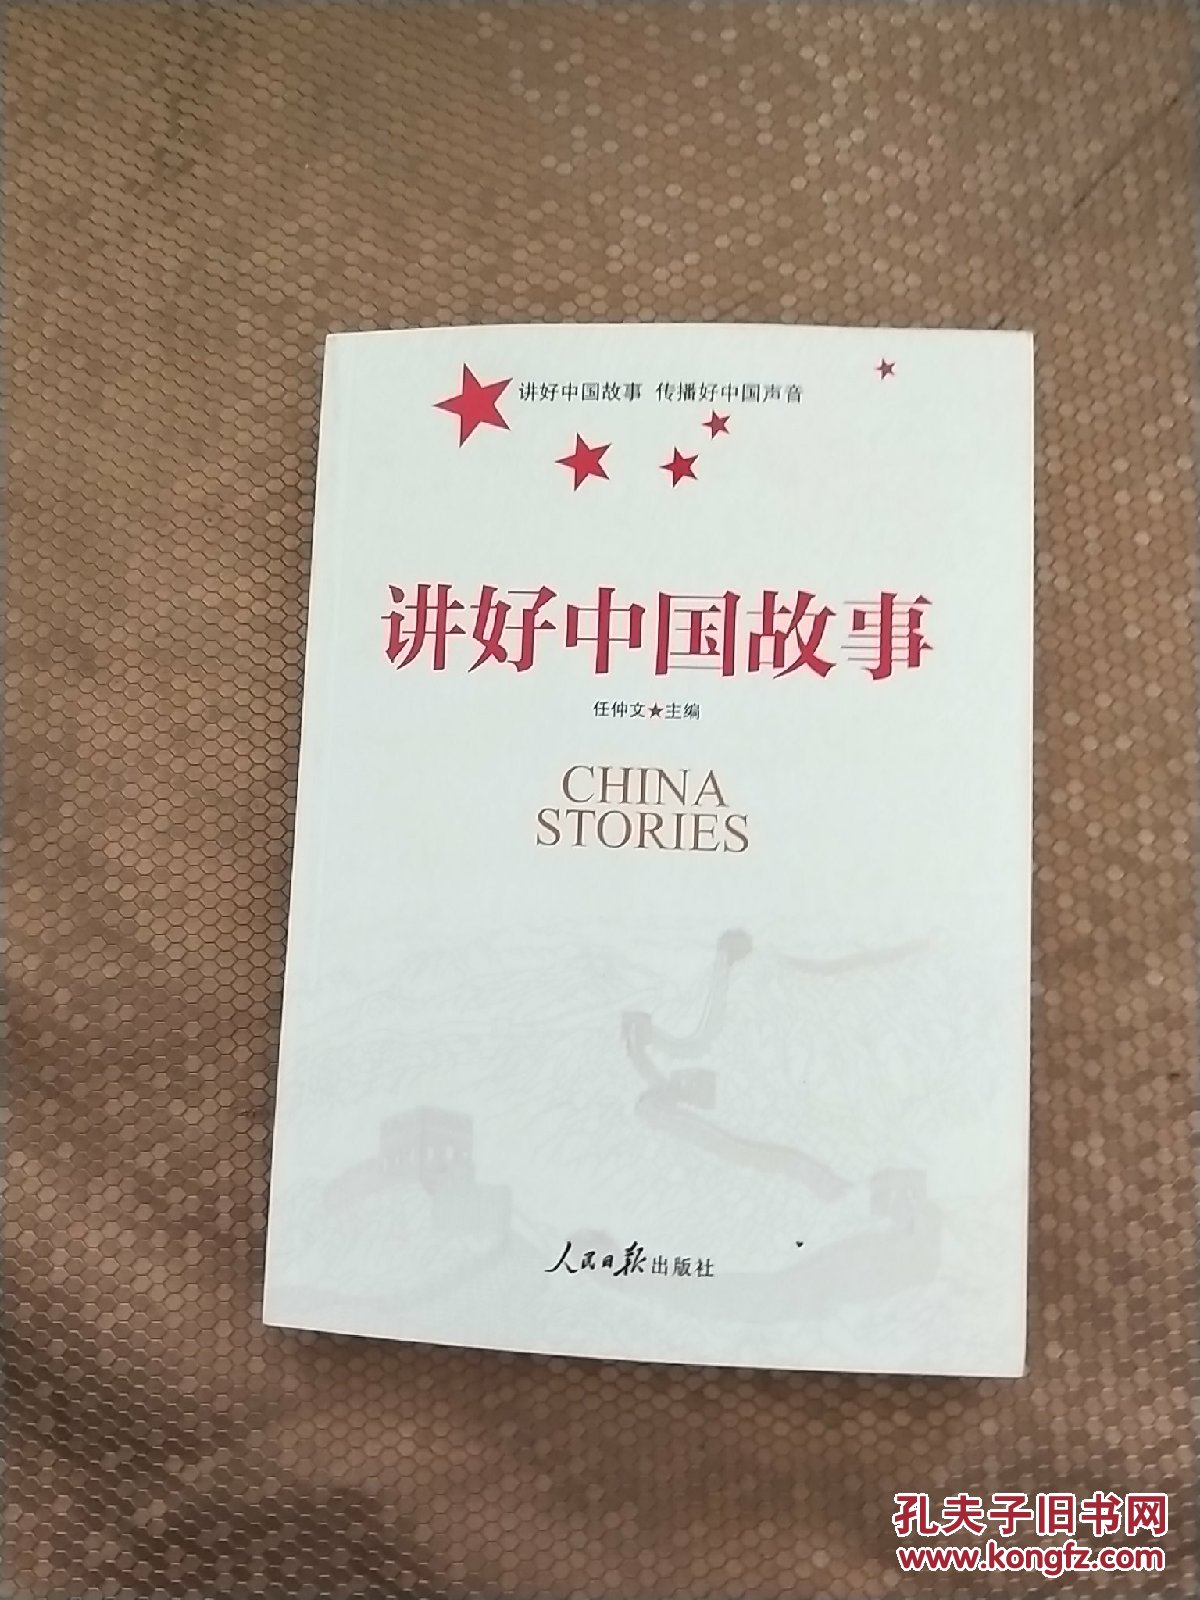 讲好中国故事 传播好中国声音
讲好中国故事
任仲文★主编
CHINA
STORIES
人民日报出版社
孔夫子旧书网
www.kongfz.com